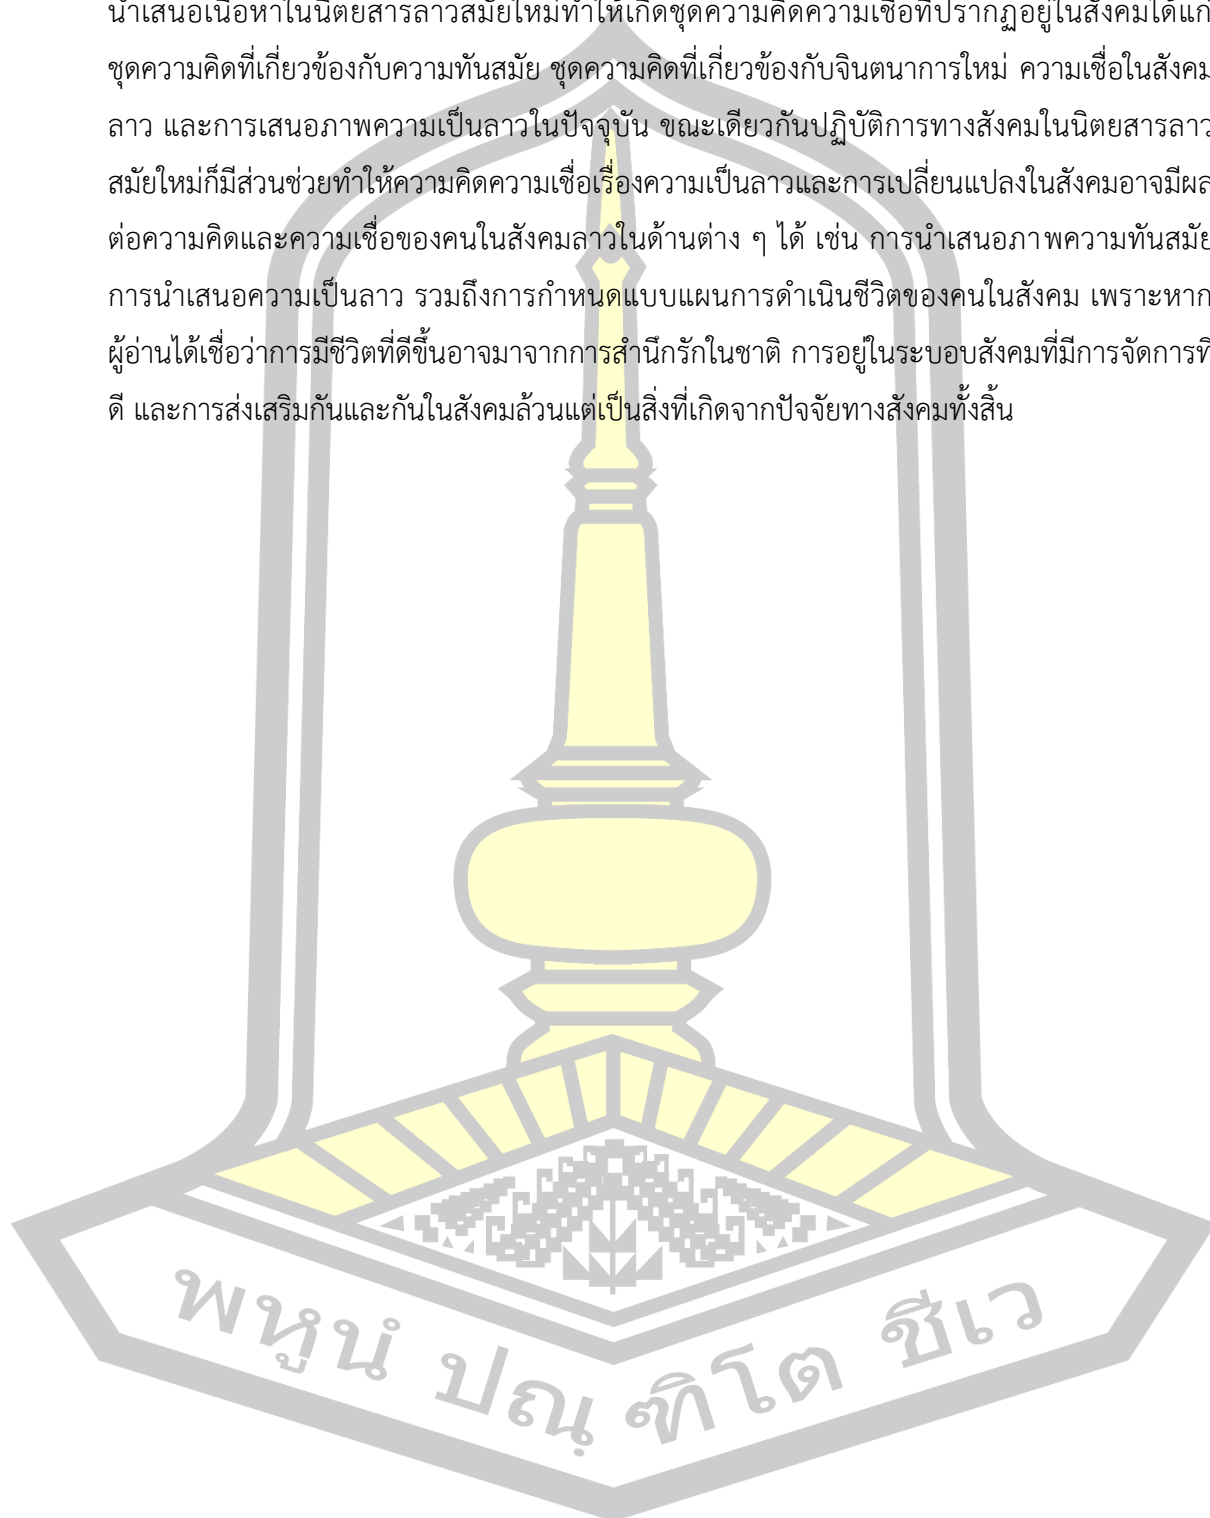 นำเสนอเนื้อหาในนิตยสารลาวสมัยใหม่ทำให้เกิดชุดความคิดความเชื่อที่ปรากฏอยู่ในสังคมได้แก่
ชุดความคิดที่เกี่ยวข้องกับความทันสมัย ชุดความคิดที่เกี่ยวข้องกับจินตนาการใหม่ ความเชื่อในสังคม
ลาว และการเสนอภาพความเป็นลาวในปัจจุบัน ขณะเดียวกันปฏิบัติการทางสังคมในนิตยสารลาว
สมัยใหม่ก็มีส่วนช่วยทำให้ความคิดความเชื่อเรื่องความเป็นลาวและการเปลี่ยนแปลงในสังคมอาจมีผล
ต่อความคิดและความเชื่อของคนในสังคมลาวในด้านต่าง ๆ ได้ เช่น การนำเสนอภาพความทันสมัย
การนำเสนอความเป็นลาว รวมถึงการกำหนดแบบแผนการดำเนินชีวิตของคนในสังคม เพราะหาก
ผู้อ่านได้เชื่อว่าการมีชีวิตที่ดีขึ้นอาจมาจากการสำนึกรักในชาติ การอยู่ในระบอบสังคมที่มีการจัดการที่
ดี และการส่งเสริมกันและกันในสังคมล้วนแต่เป็นสิ่งที่เกิดจากปัจจัยทางสังคมทั้งสิ้น
พหูนํ ปณฺฑิโต ชีเว